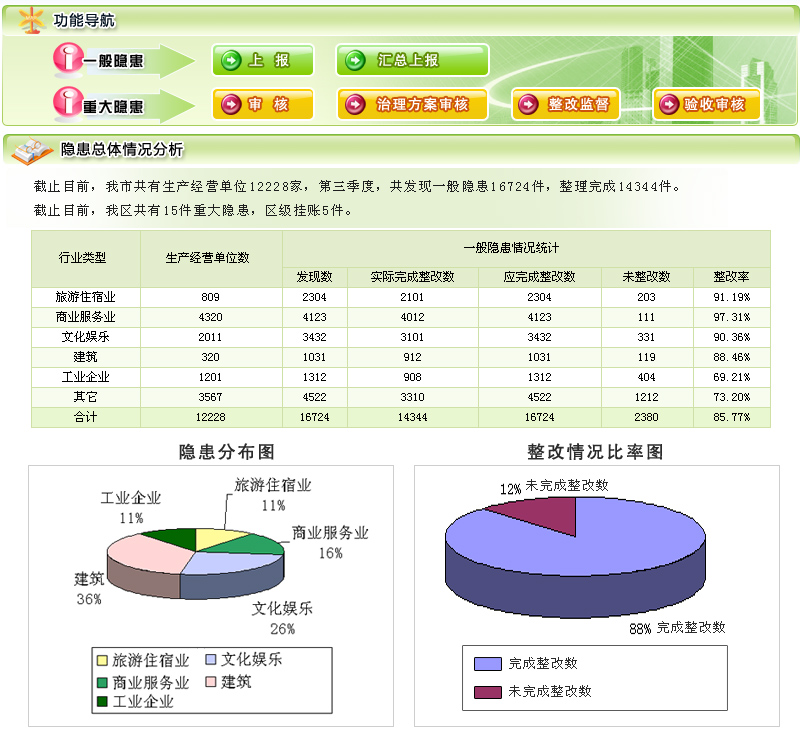 功能导航
一般隐患 上 报 汇总上报
重大隐患 审 核 治理方案审核 整改监督 验收审核
隐患总体情况分析
截止目前，我市共有生产经营单位12228家，第三季度，共发现一般隐患16724件，整理完成14344件。
截止目前，我区共有15件重大隐患，区级挂账5件。
行业类型 生产经营单位数 一般隐患情况统计
发现数 实际完成整改数 应完成整改数 未整改数 整改率
旅游住宿业 809 2304 2101 2304 203 91.19%
商业服务业 4320 4123 4012 4123 111 97.31%
文化娱乐 2011 3432 3101 3432 331 90.36%
建筑 320 1031 912 1031 119 88.46%
工业企业 1201 1312 908 1312 404 69.21%
其它 3567 4522 3310 4522 1212 73.20%
合计 12228 16724 14344 16724 2380 85.77%
隐患分布图
旅游住宿业
11%
工业企业
11%
商业服务业
16%
建筑
36%
文化娱乐
26%
旅游住宿业 文化娱乐
商业服务业 建筑
工业企业
整改情况比率图
12% 未完成整改数
88% 完成整改数
完成整改数
未完成整改数